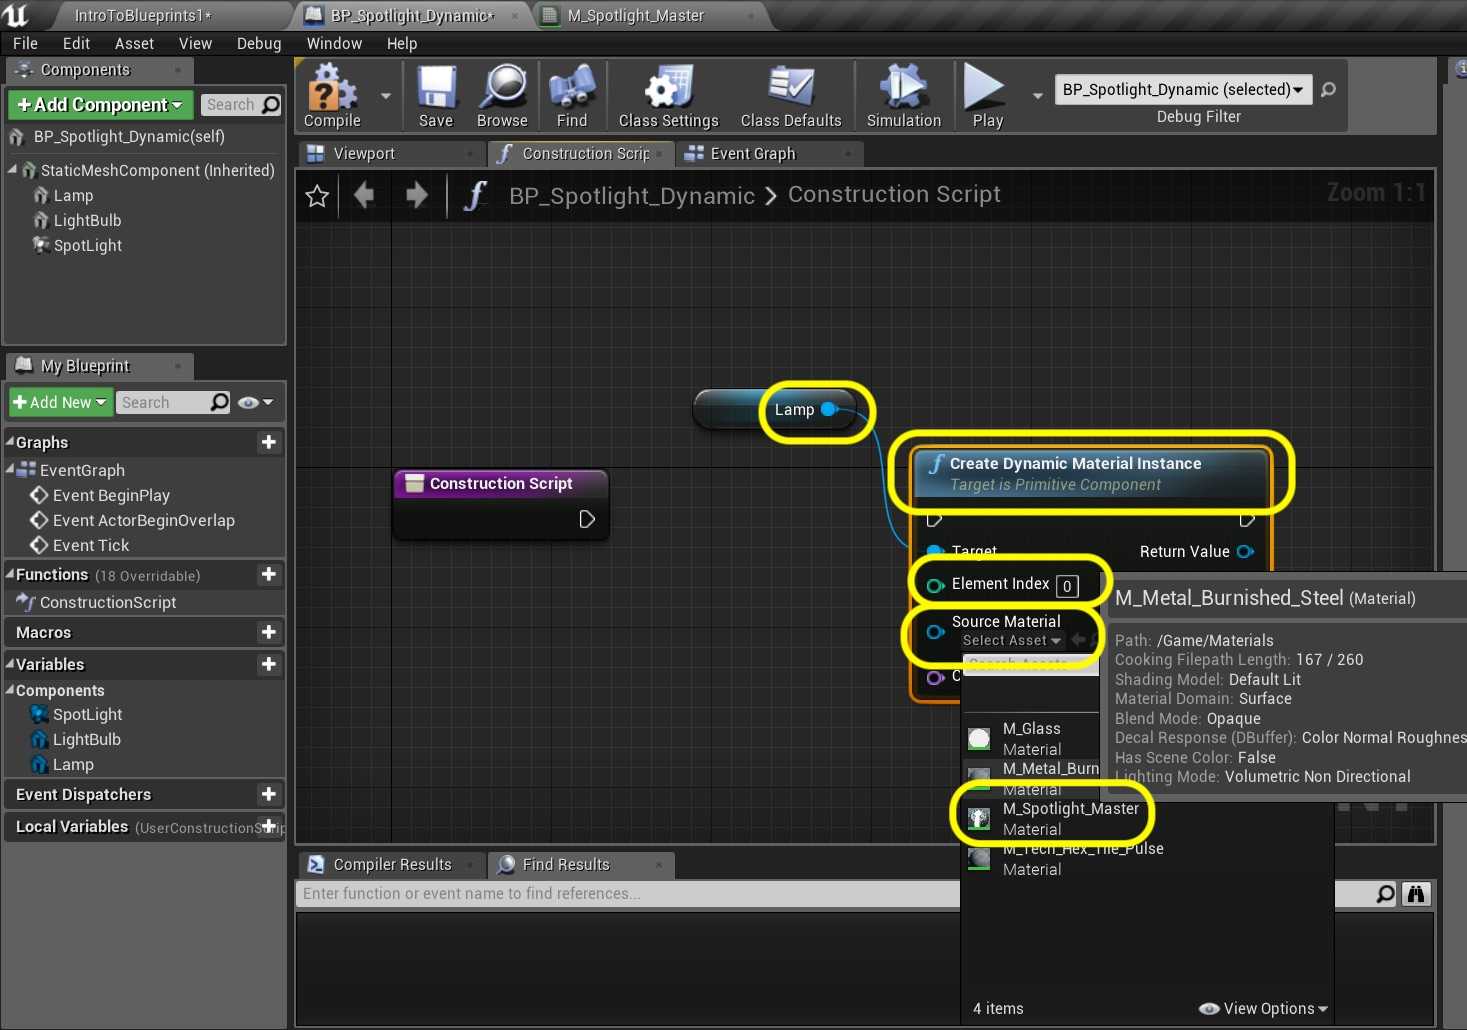 IntroToBlueprints1*
BP_Spotlight_Dynamic*
M_Spotlight_Master
File Edit Asset View Debug Window Help
Components
+Add Component
Search
BP_Spotlight_Dynamic(self)
StaticMeshComponent (Inherited)
Lamp
LightBulb
SpotLight
My Blueprint
+Add New
Search
Graphs
EventGraph
Event BeginPlay
Event ActorBeginOverlap
Event Tick
Functions (18 Overridable)
ConstructionScript
Macros
Variables
Components
SpotLight
LightBulb
Lamp
Event Dispatchers
Local Variables (UserConstructionScrip
Compile
Save
Browse
Find
Class Settings
Class Defaults
Simulation
Play
BP_Spotlight_Dynamic (selected)
Debug Filter
Viewport
Construction Scrip
Event Graph
BP_Spotlight_Dynamic > Construction Script
Zoom 1:1
Lamp
Construction Script
Create Dynamic Material Instance
Target is Primitive Component
Target
Return Value
Element Index 0
Source Material
Select Asset
Search Assets
M_Glass
Material
M_Metal_Burn
Material
M_Spotlight_Master
Material
M_Tech_Hex_Tile_Pulse
Material
4 items
View Options
M_Metal_Burnished_Steel (Material)
Path: /Game/Materials
Cooking Filepath Length: 167 / 260
Shading Model: Default Lit
Material Domain: Surface
Blend Mode: Opaque
Decal Response (DBuffer): Color Normal Roughnes
Has Scene Color: False
Lighting Mode: Volumetric Non Directional
Compiler Results
Find Results
Enter function or event name to find references...